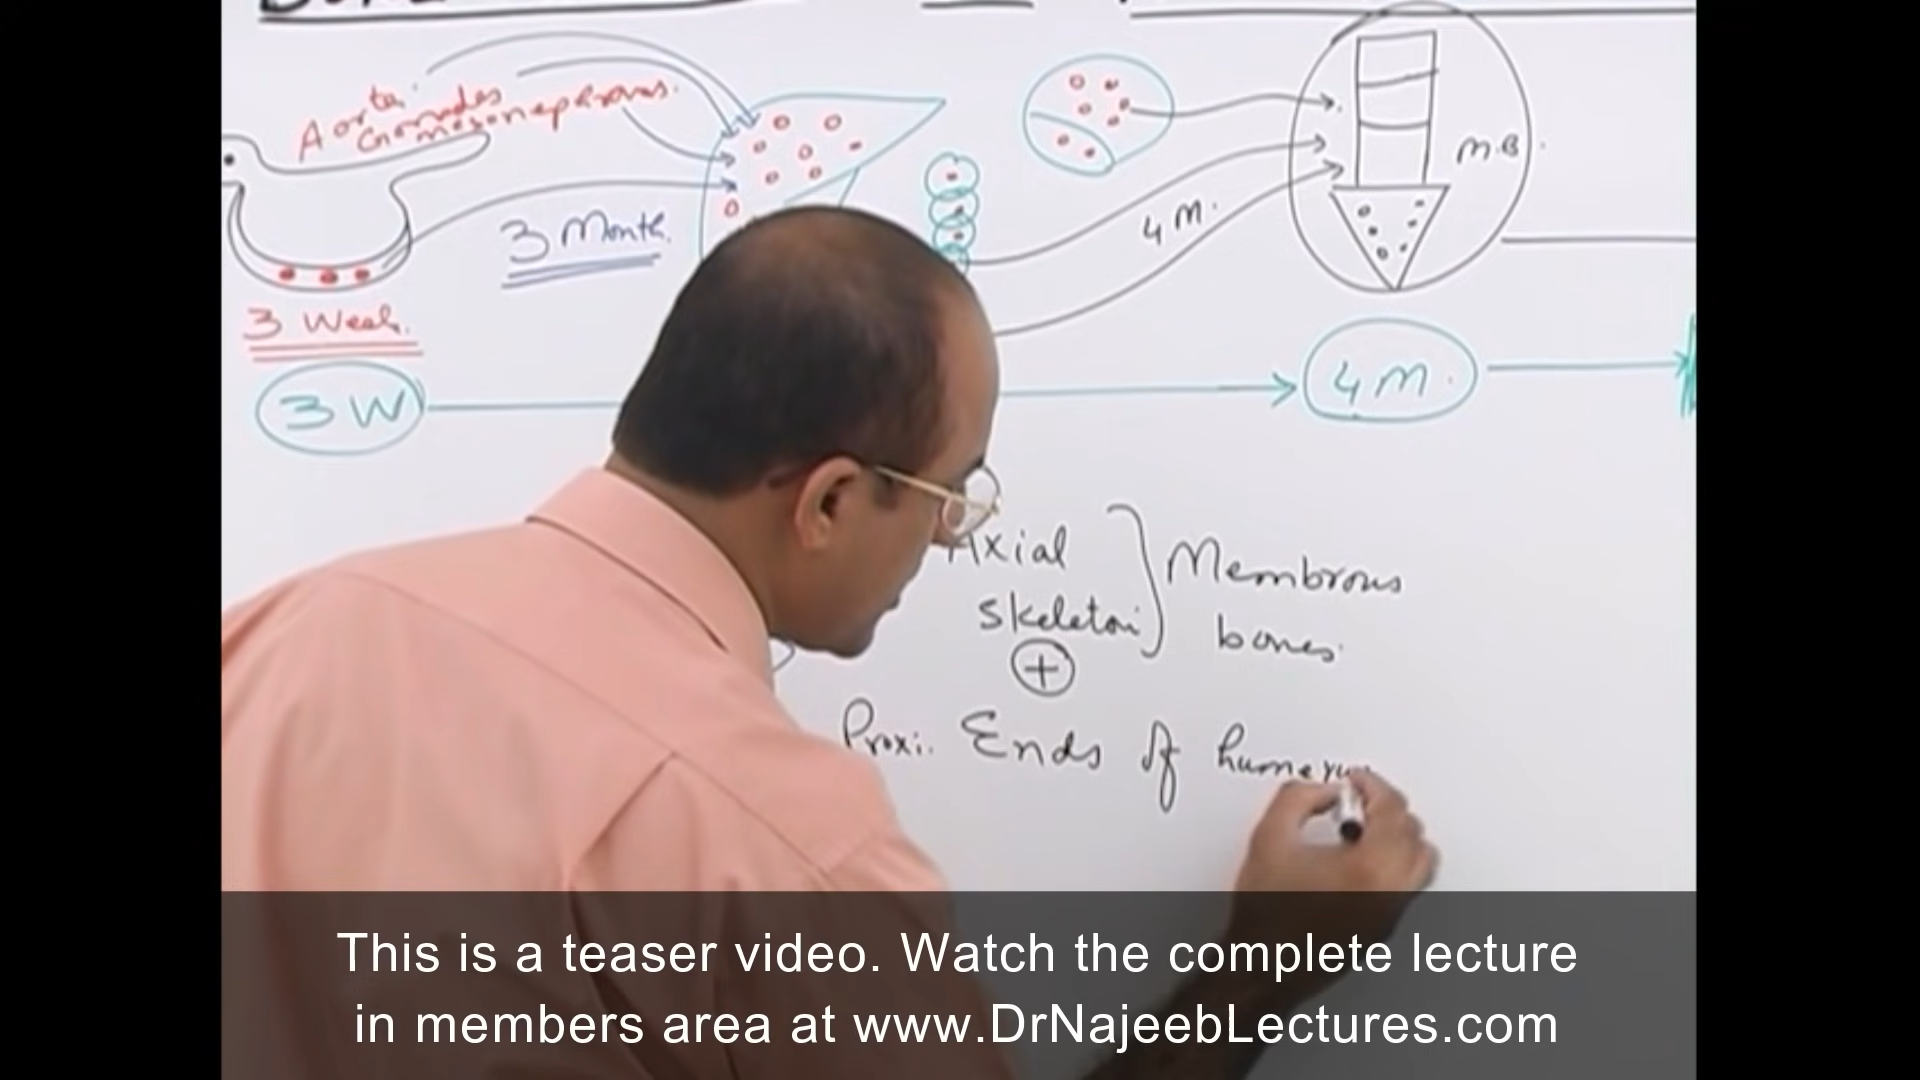 Aorta
Gonades
mesonephrous.
M.B.
3 Month.
4 M.
3 Week.
3 W
4 M.
Axial
Skeleton
Membrous
bones.
+
Proxi. Ends of humerus
This is a teaser video. Watch the complete lecture
in members area at www.DrNajeebLectures.com